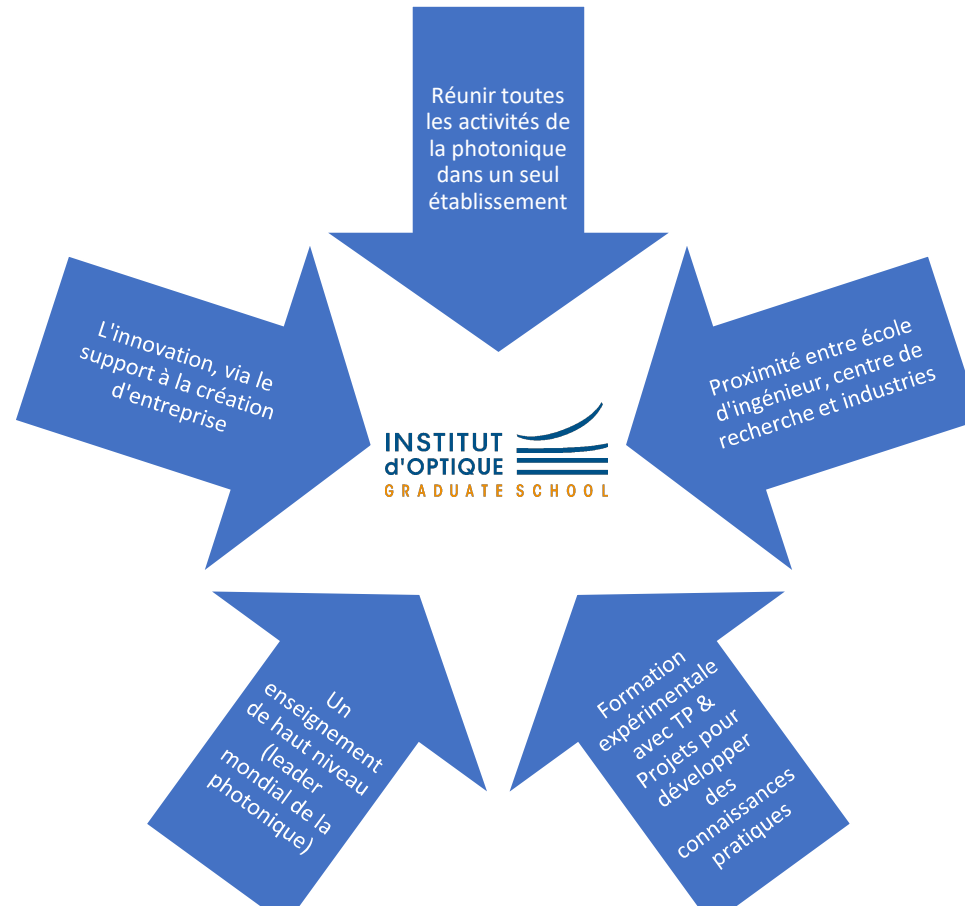 Réunir toutes
les activités de
la photonique
dans un seul
établissement
L'innovation, via le
support à la création
d'entreprise
Proximité entre école
d'ingénieur, centre de
recherche et industries
INSTITUT
d'OPTIQUE
GRADUATE SCHOOL
Un
enseignement
de haut niveau
(leader
mondial de la
photonique)
Formation
expérimentale
avec TP &
Projets pour
développer
des
connaissances
pratiques